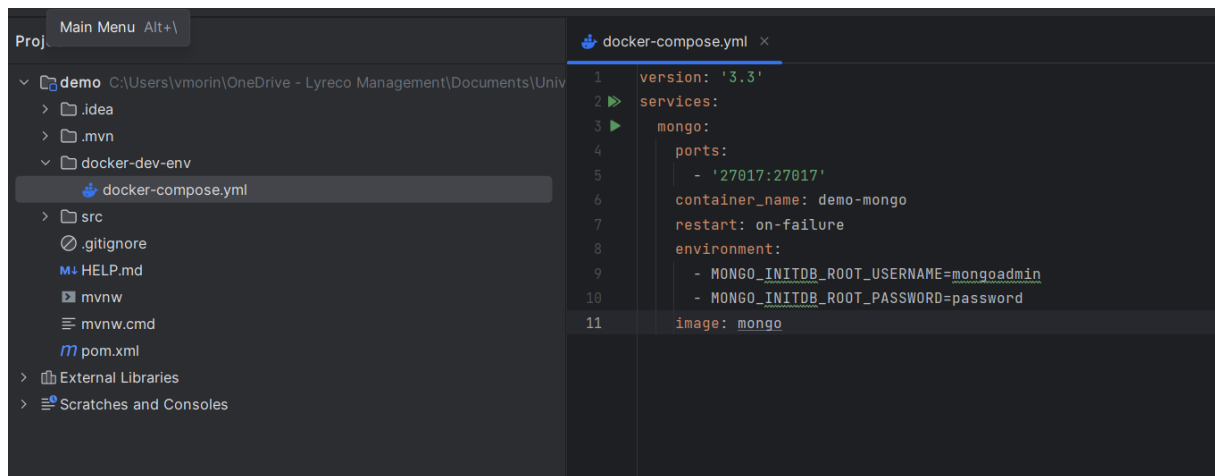 Main Menu Alt+\
Proj
demo C:\Users\vmorin\OneDrive - Lyreco Management\Documents\Univ
.idea
.mvn
docker-dev-env
docker-compose.yml
src
.gitignore
M↓ HELP.md
mvnw
mvnw.cmd
m pom.xml
External Libraries
Scratches and Consoles
docker-compose.yml ×
1 version: '3.3'
2 services:
3 mongo:
4 ports:
5 - '27017:27017'
6 container_name: demo-mongo
7 restart: on-failure
8 environment:
9 - MONGO_INITDB_ROOT_USERNAME=mongoadmin
10 - MONGO_INITDB_ROOT_PASSWORD=password
11 image: mongo